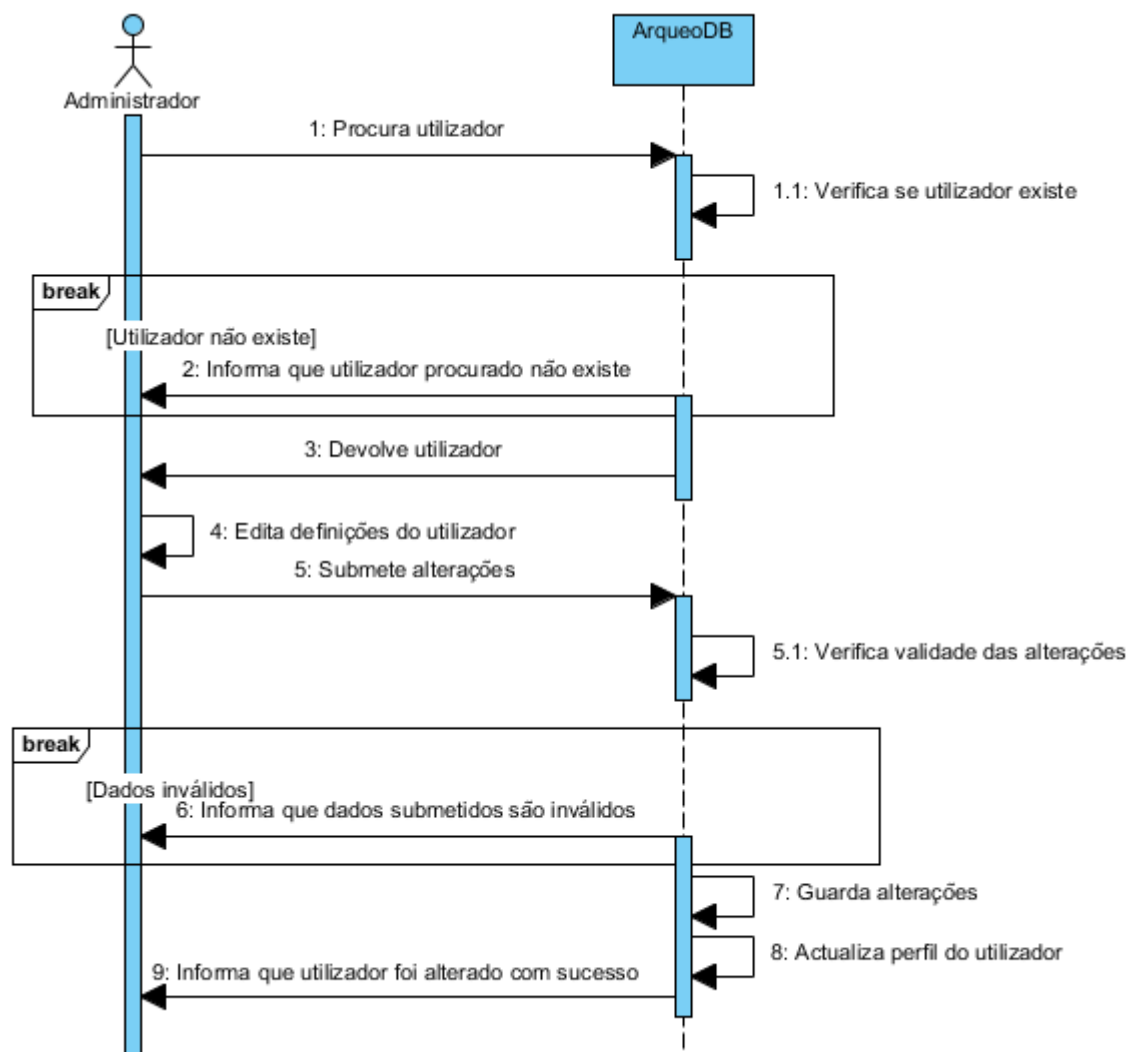 ArqueoDB
Administrador
1: Procura utilizador
1.1: Verifica se utilizador existe
break
[Utilizador não existe]
2: Informa que utilizador procurado não existe
3: Devolve utilizador
4: Edita definições do utilizador
5: Submete alterações
5.1: Verifica validade das alterações
break
[Dados inválidos]
6: Informa que dados submetidos são inválidos
7: Guarda alterações
8: Actualiza perfil do utilizador
9: Informa que utilizador foi alterado com sucesso